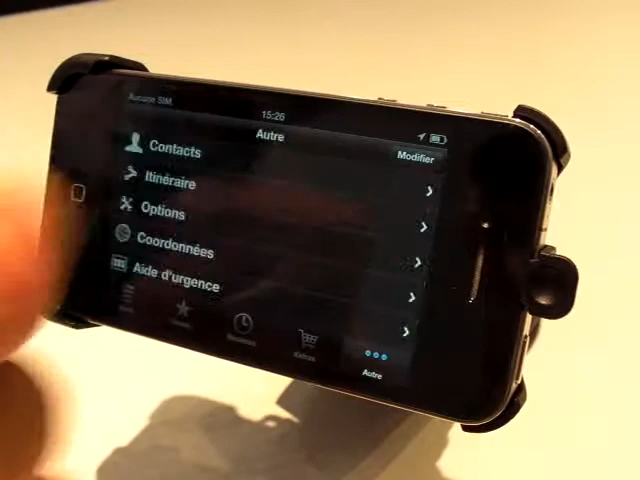 Aucune SIM
15:26
Autre
Modifier
Contacts
Itinéraire
Options
Coordonnées
Aide d'urgence
Extras
Autre